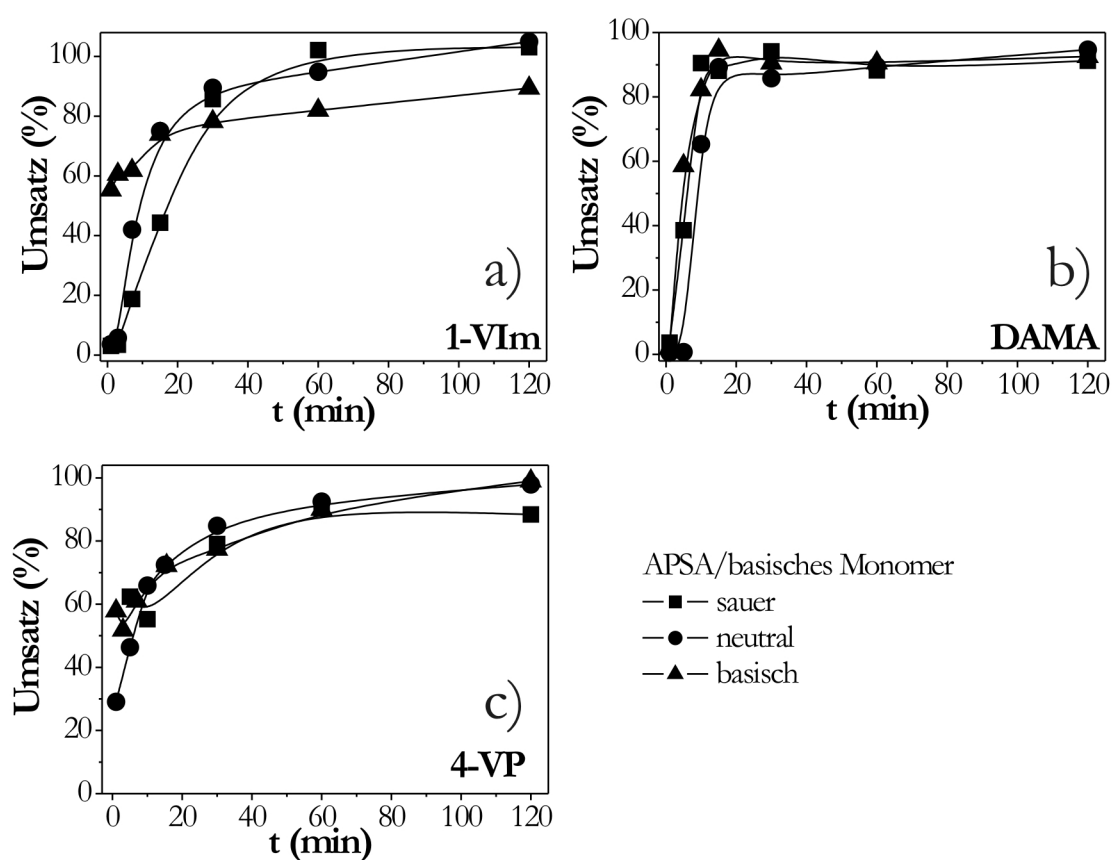 100
80
60
40
20
0
Umsatz (%)
a)
1-VIm
0 20 40 60 80 100 120
t (min)
100
80
60
40
20
0
Umsatz (%)
b)
DAMA
0 20 40 60 80 100 120
t (min)
100
80
60
40
20
0
Umsatz (%)
c)
4-VP
0 20 40 60 80 100 120
t (min)
APSA/basisches Monomer
sauer
neutral
basisch